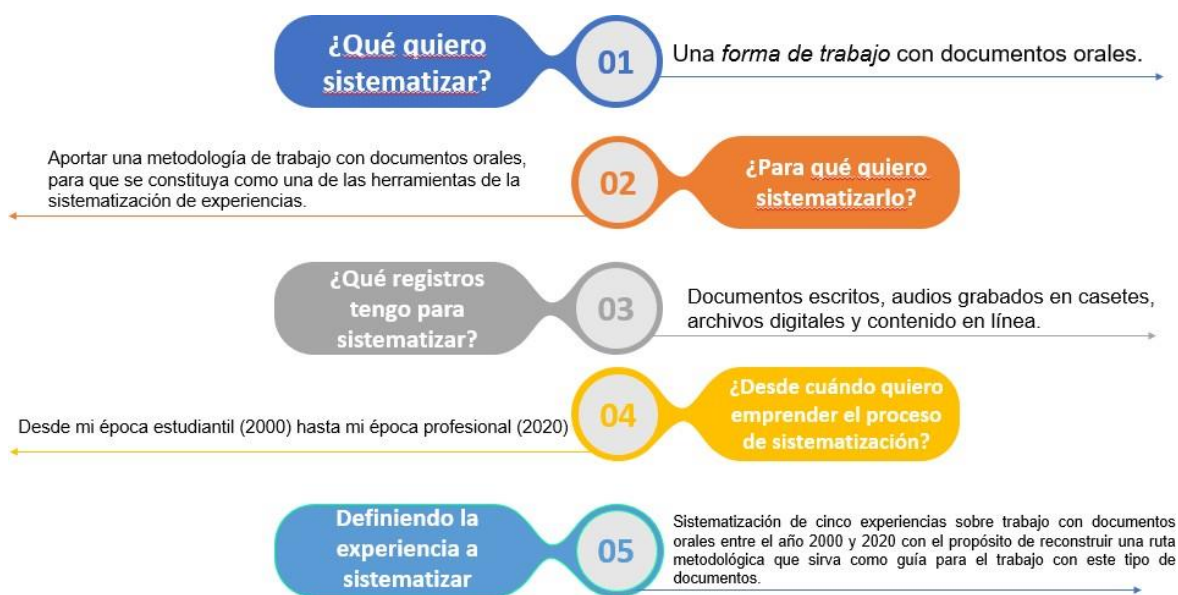 ¿Qué quiero
sistematizar?
01
Una forma de trabajo con documentos orales.
Aportar una metodología de trabajo con documentos orales,
para que se constituya como una de las herramientas de la
sistematización de experiencias.
02
¿Para qué quiero
sistematizarlo?
¿Qué registros
tengo para
sistematizar?
03
Documentos escritos, audios grabados en casetes,
archivos digitales y contenido en línea.
Desde mi época estudiantil (2000) hasta mi época profesional (2020)
04
¿Desde cuándo quiero
emprender el proceso
de sistematización?
Definiendo la
experiencia a
sistematizar
05
Sistematización de cinco experiencias sobre trabajo con documentos
orales entre el año 2000 y 2020 con el propósito de reconstruir una ruta
metodológica que sirva como guía para el trabajo con este tipo de
documentos.